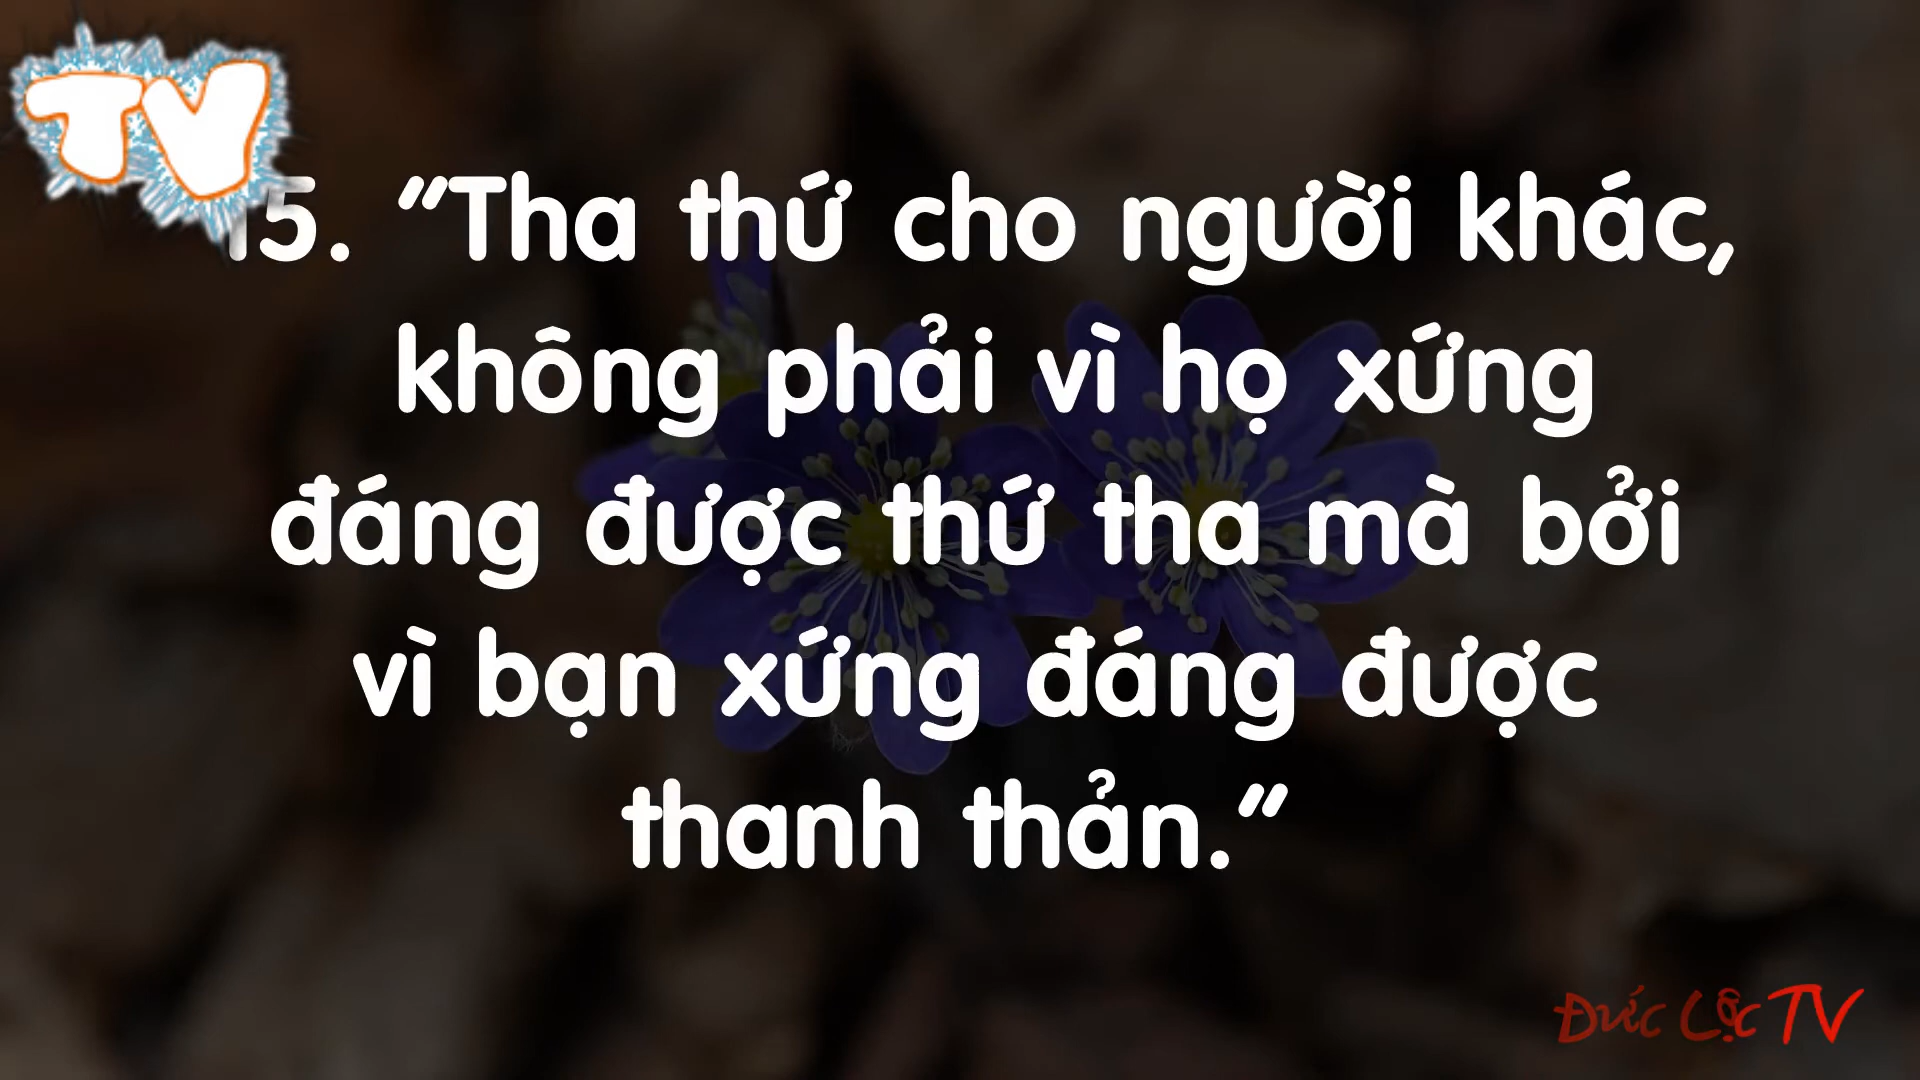 TV
15. "Tha thứ cho người khác,
không phải vì họ xứng
đáng được thứ tha mà bởi
vì bạn xứng đáng được
thanh thản."
Đức Lộc TV